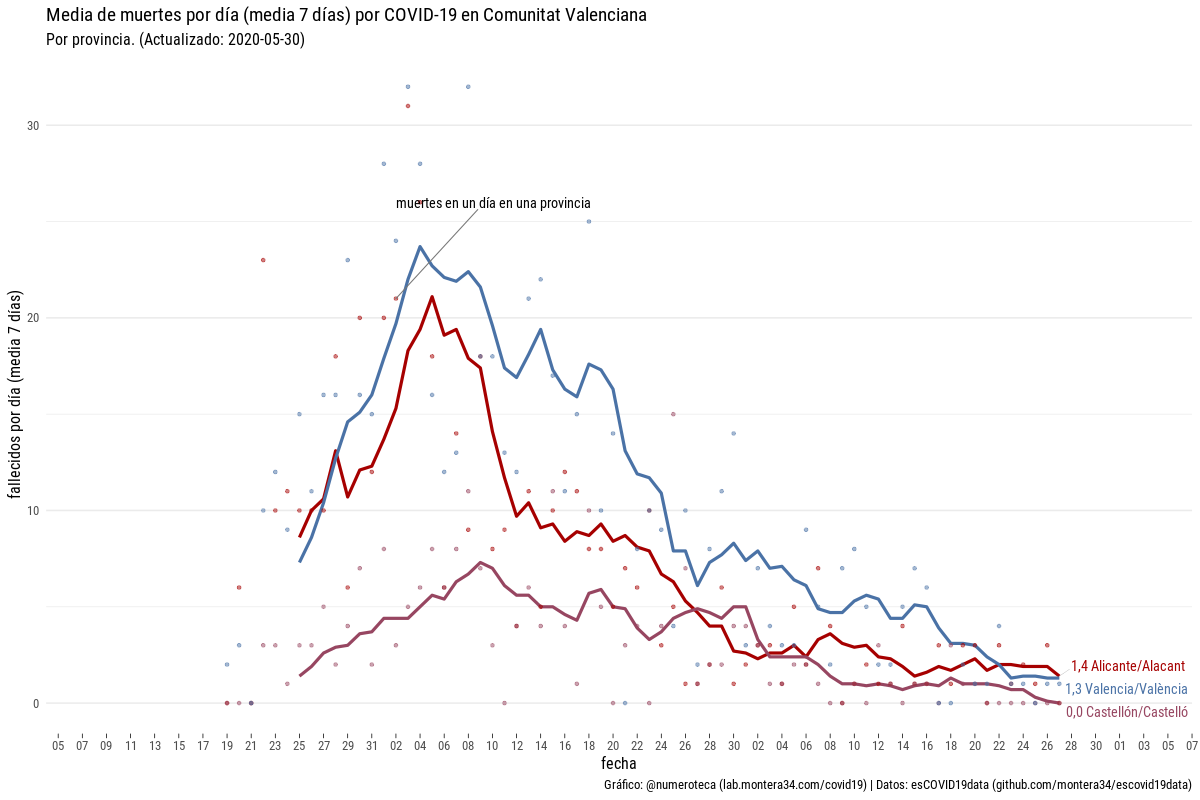 Media de muertes por día (media 7 días) por COVID-19 en Comunitat Valenciana
Por provincia. (Actualizado: 2020-05-30)
fallecidos por día (media 7 días)
30
20
10
0
muertes en un día en una provincia
1,4 Alicante/Alacant
1,3 Valencia/València
0,0 Castellón/Castelló
05 07 09 11 13 15 17 19 21 23 25 27 29 31 02 04 06 08 10 12 14 16 18 20 22 24 26 28 30 02 04 06 08 10 12 14 16 18 20 22 24 26 28 30 01 03 05 07
fecha
Gráfico: @numeroteca (lab.montera34.com/covid19) | Datos: esCOVID19data (github.com/montera34/escovid19data)